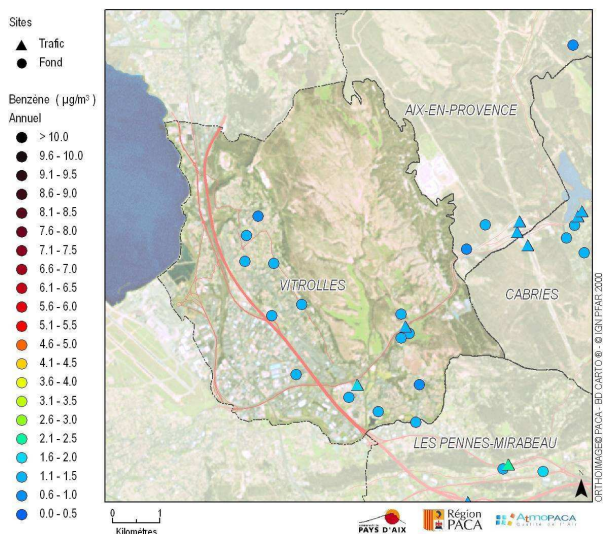 Sites
Trafic
Fond
Benzène ( µg/m³ )
Annuel
> 10.0
9.6 - 10.0
9.1 - 9.5
8.6 - 9.0
8.1 - 8.5
7.6 - 8.0
7.1 - 7.5
6.6 - 7.0
6.1 - 6.5
5.6 - 6.0
5.1 - 5.5
4.6 - 5.0
4.1 - 4.5
3.6 - 4.0
3.1 - 3.5
2.6 - 3.0
2.1 - 2.5
1.6 - 2.0
1.1 - 1.5
0.6 - 1.0
0.0 - 0.5
AIX-EN-PROVENCE
VITROLLES
CABRIES
LES PENNES-MIRABEAU
ORTHOIMAGE© PACA - BD CARTO ® - © IGN PFAR 2000
0 1
Kilomètres
PAYS D'AIX
Région
PACA
AtmoPACA
Qualité de l'Air